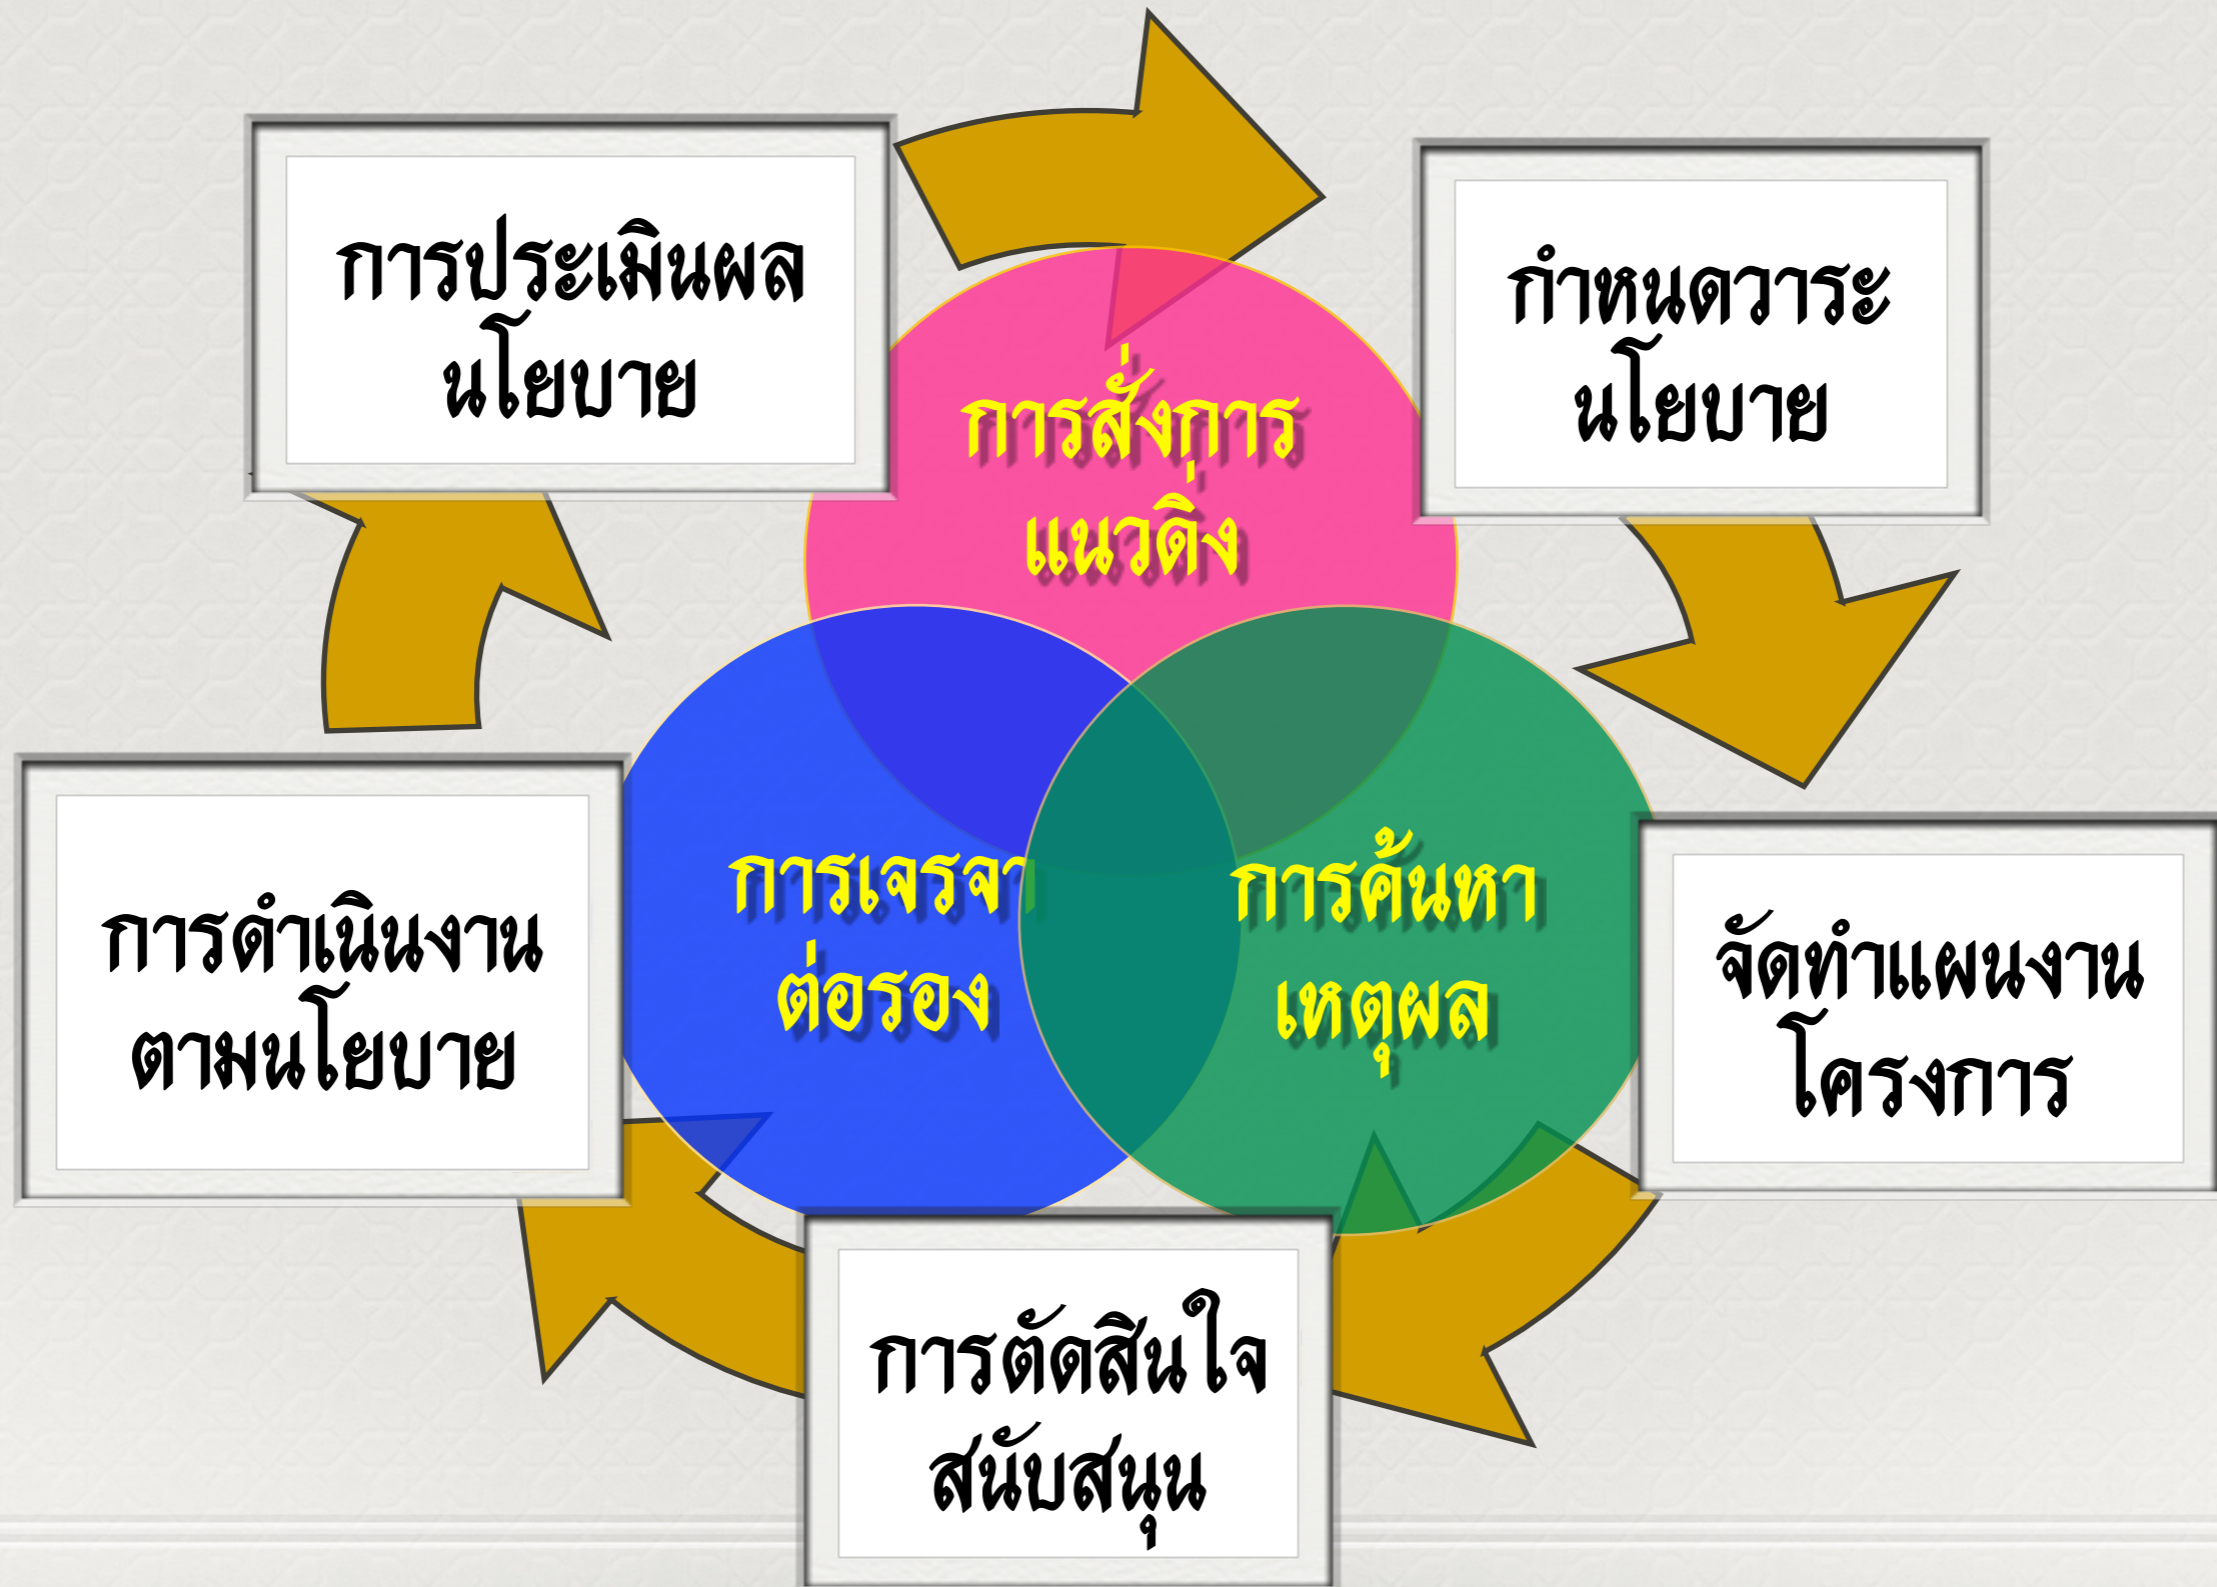 การประเมินผล
นโยบาย
กำหนดวาระ
นโยบาย
การสั่งการ
แนวดิ่ง
การเจรจา
ต่อรอง
การค้นหา
เหตุผล
การดำเนินงาน
ตามนโยบาย
จัดทำแผนงาน
โครงการ
การตัดสินใจ
สนับสนุน